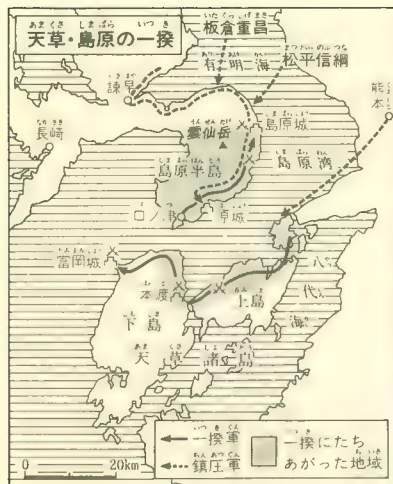 天草・島原の一揆
板倉重昌
松平信綱
有明海
諫早
長崎
熊本
雲仙岳
島原城
島原半島
島原湾
口ノ津
原城
富岡城
本渡
上島
八代海
下島
天草諸島
一揆軍
鎮圧軍
一揆にたち
あがった地域
0 20km